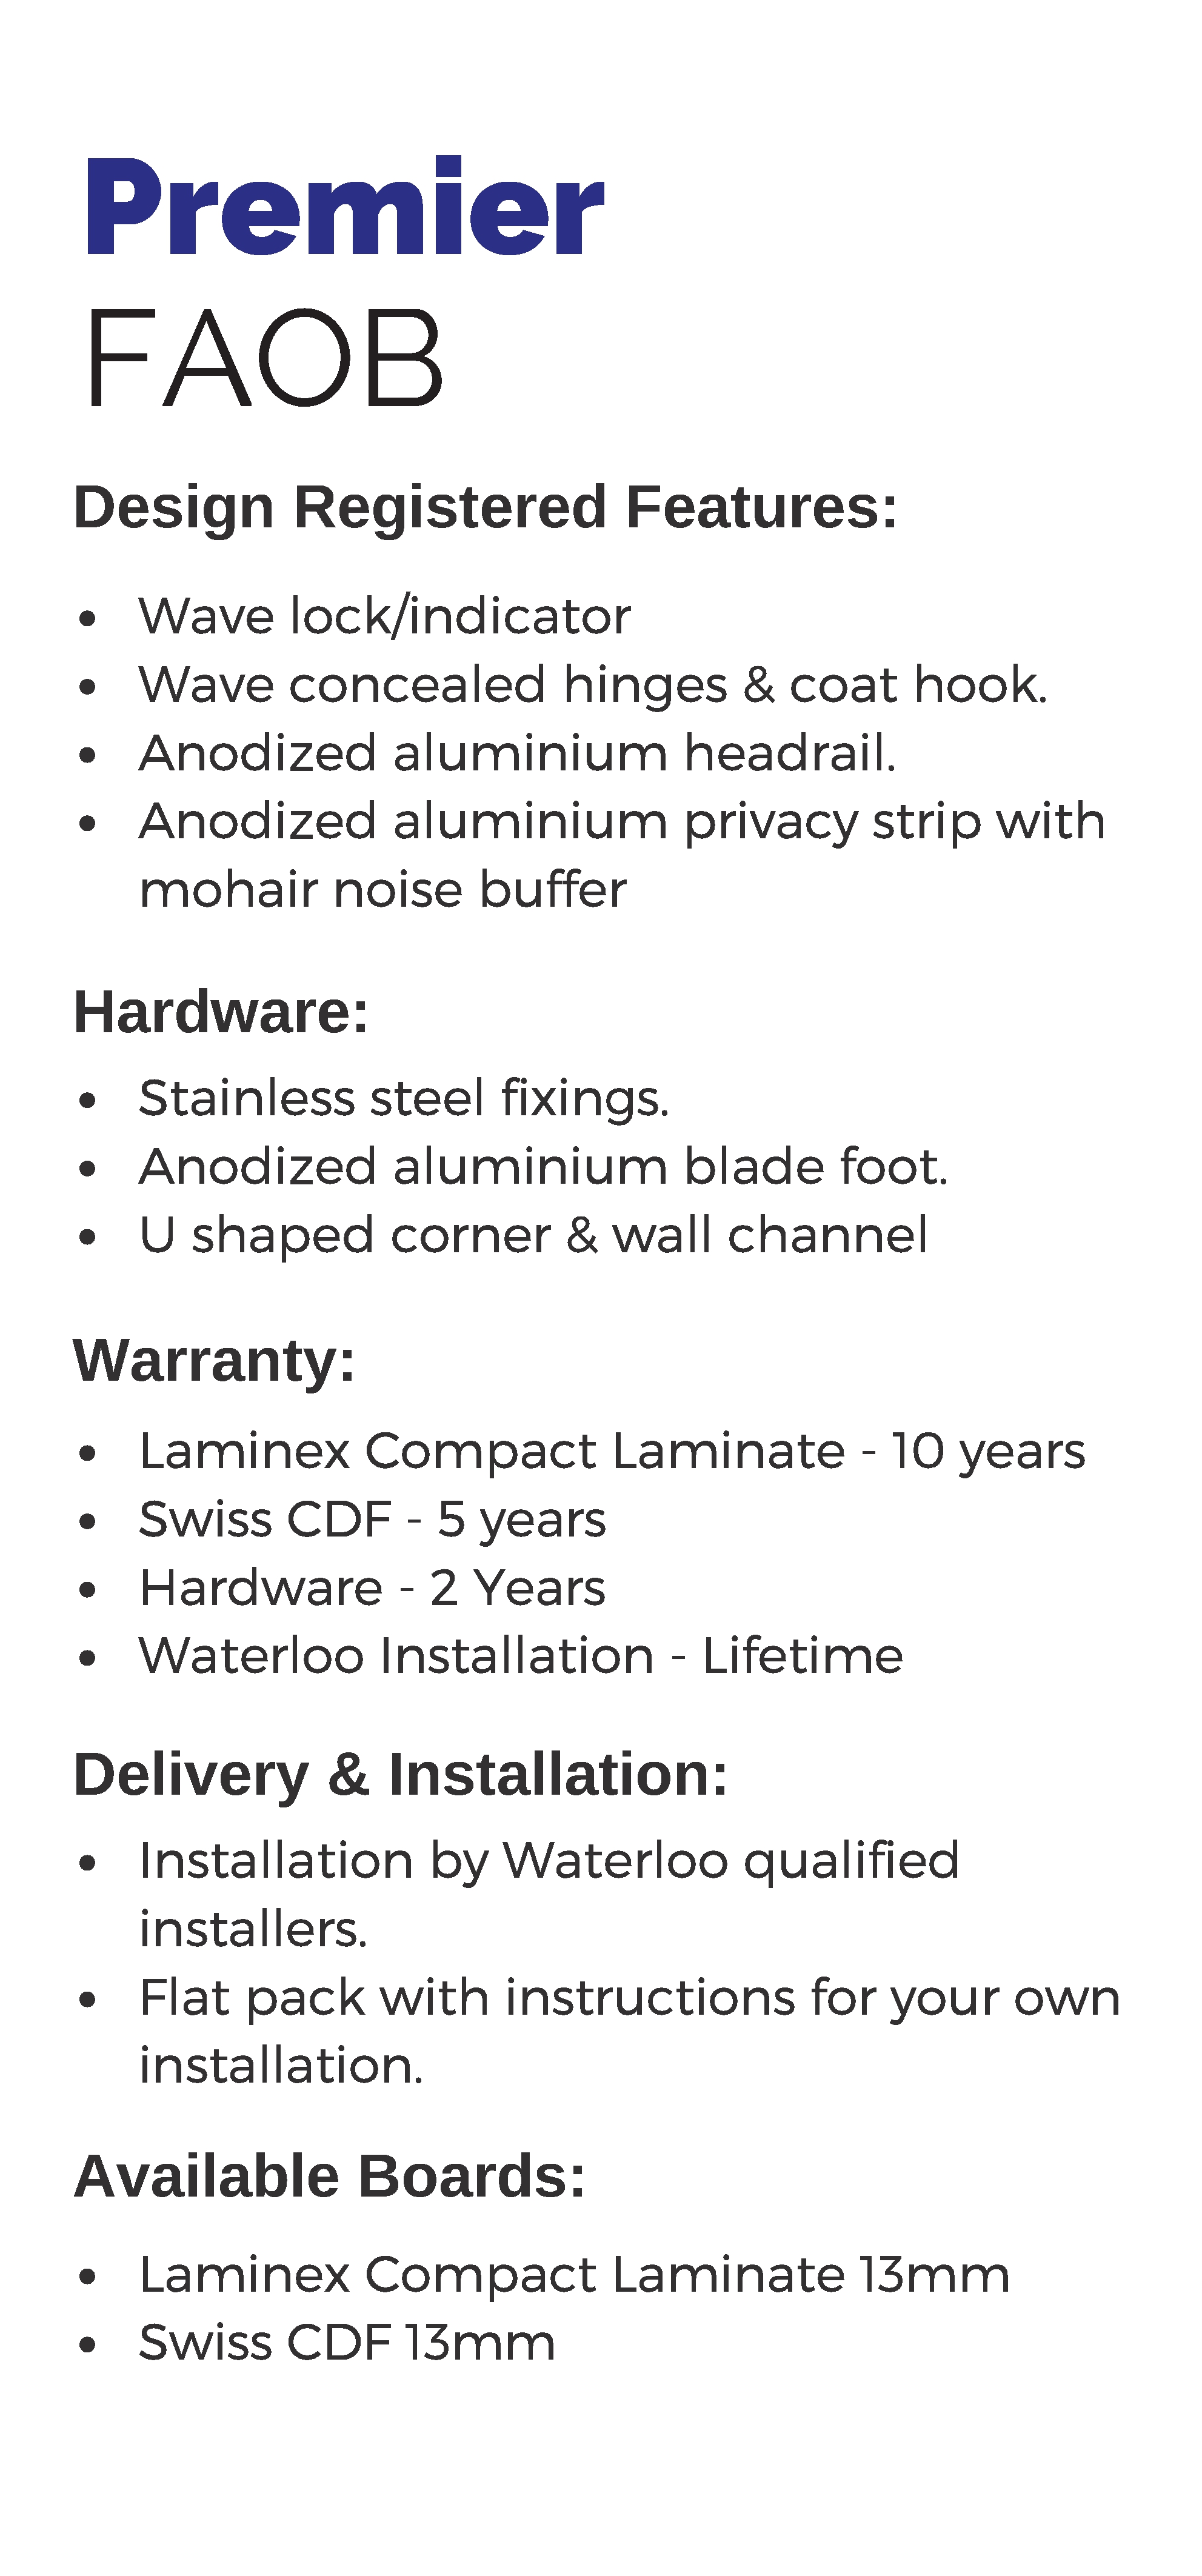 Premier
FAOB
Design Registered Features:
• Wave lock/indicator
• Wave concealed hinges & coat hook.
• Anodized aluminium headrail.
• Anodized aluminium privacy strip with
mohair noise buffer
Hardware:
• Stainless steel fixings.
• Anodized aluminium blade foot.
• U shaped corner & wall channel
Warranty:
• Laminex Compact Laminate - 10 years
• Swiss CDF - 5 years
• Hardware - 2 Years
• Waterloo Installation - Lifetime
Delivery & Installation:
• Installation by Waterloo qualified
installers.
• Flat pack with instructions for your own
installation.
Available Boards:
• Laminex Compact Laminate 13mm
• Swiss CDF 13mm